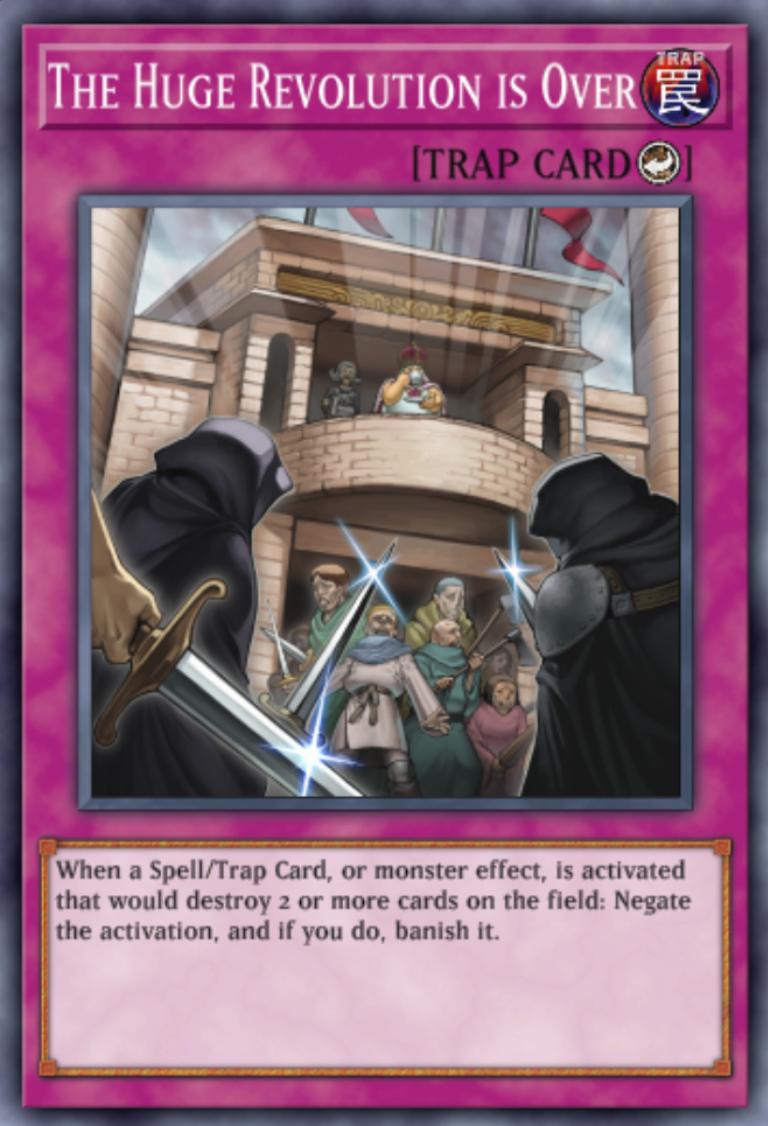 THE HUGE REVOLUTION IS OVER
TRAP
罠
[TRAP CARD]
When a Spell/Trap Card, or monster effect, is activated
that would destroy 2 or more cards on the field: Negate
the activation, and if you do, banish it.